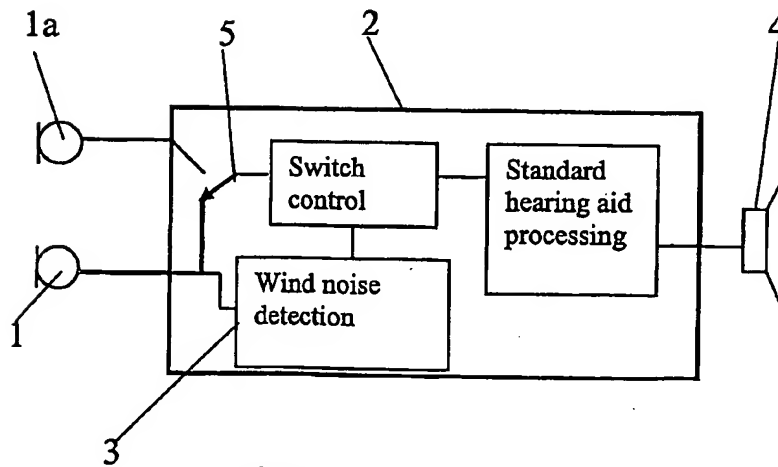 1a
5
2
4
Switch
control
Standard
hearing aid
processing
1
Wind noise
detection
3